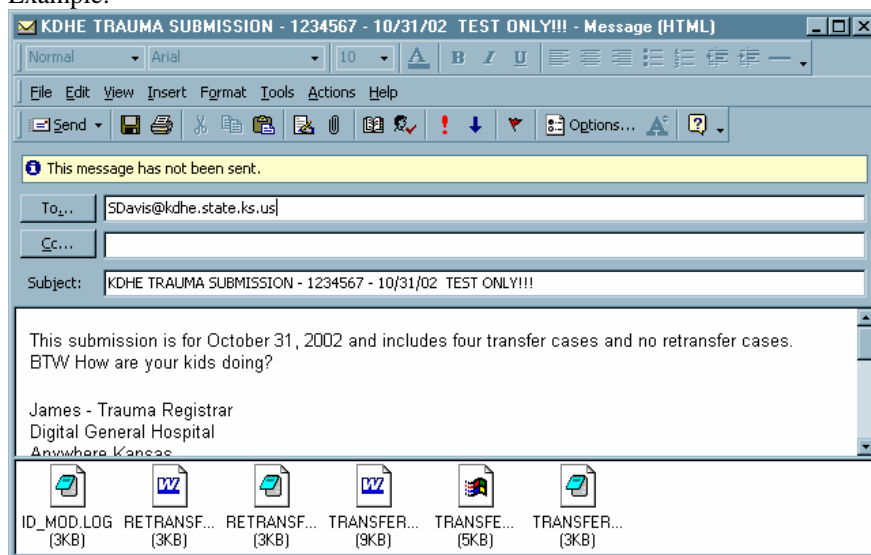 Example:
KDHE TRAUMA SUBMISSION - 1234567 - 10/31/02 TEST ONLY!!! - Message (HTML)
Normal Arial 10 A B I U
File Edit View Insert Format Tools Actions Help
Send Options...
This message has not been sent.
To... SDavis@kdhe.state.ks.us
Cc...
Subject: KDHE TRAUMA SUBMISSION - 1234567 - 10/31/02 TEST ONLY!!!
This submission is for October 31, 2002 and includes four transfer cases and no retransfer cases.
BTW How are your kids doing?
James - Trauma Registrar
Digital General Hospital
Anywhere Kansas
ID_MOD.LOG RETRANSF... RETRANSF... TRANSFER... TRANSFE... TRANSFER...
(3KB) (3KB) (3KB) (9KB) (5KB) (3KB)